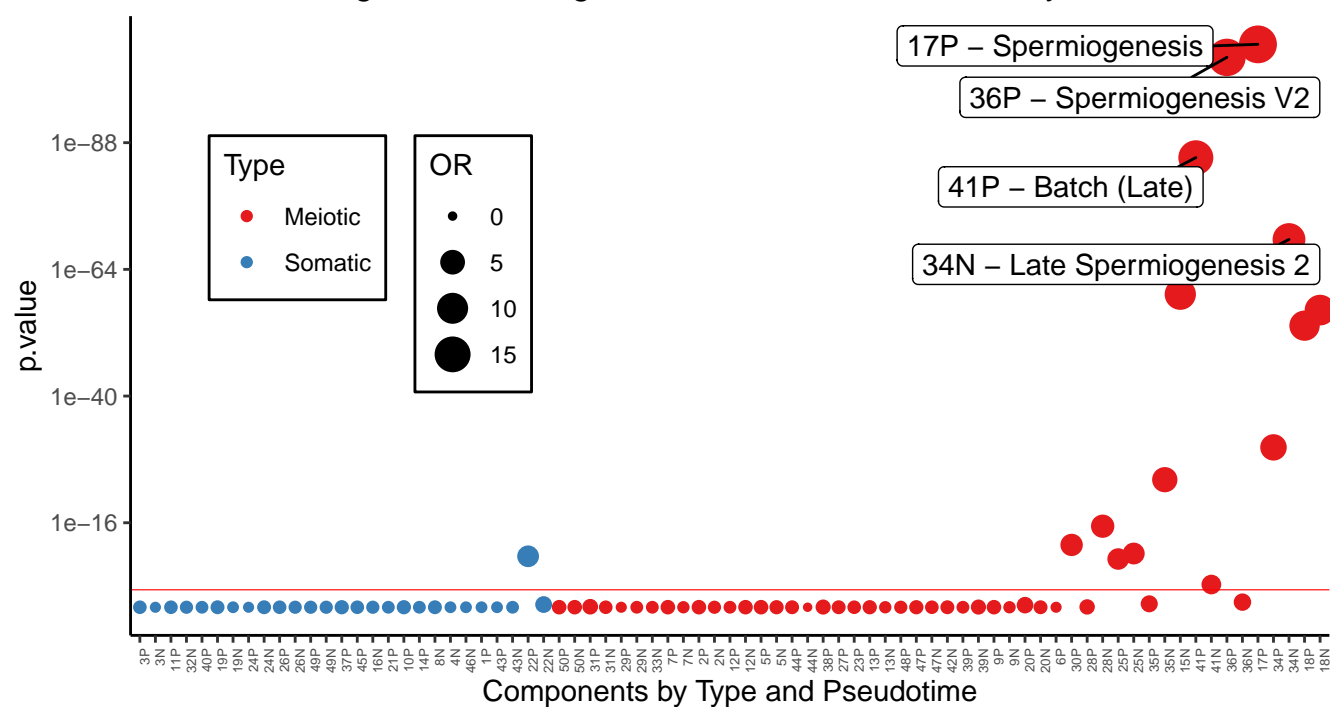 17P – Spermiogenesis
36P – Spermiogenesis V2
41P – Batch (Late)
34N – Late Spermiogenesis 2
Type
Meiotic
Somatic
OR
0
5
10
15
p.value
1e−88
1e−64
1e−40
1e−16
3P
3N
11P
32N
40P
19P
19N
24P
24N
26P
26N
49P
49N
37P
45P
16N
21P
10P
14P
8N
4N
46N
1P
43P
43N
22P
22N
50P
50N
31P
31N
29P
29N
33P
33N
7P
7N
2P
2N
12P
12N
5P
5N
44P
44N
38P
27P
23P
13P
13N
48P
47P
47N
42N
39P
39N
9P
9N
20P
20N
6P
30P
28P
28N
25P
25N
35P
35N
15N
41P
41N
36P
36N
17P
34P
34N
18P
18N
Components by Type and Pseudotime